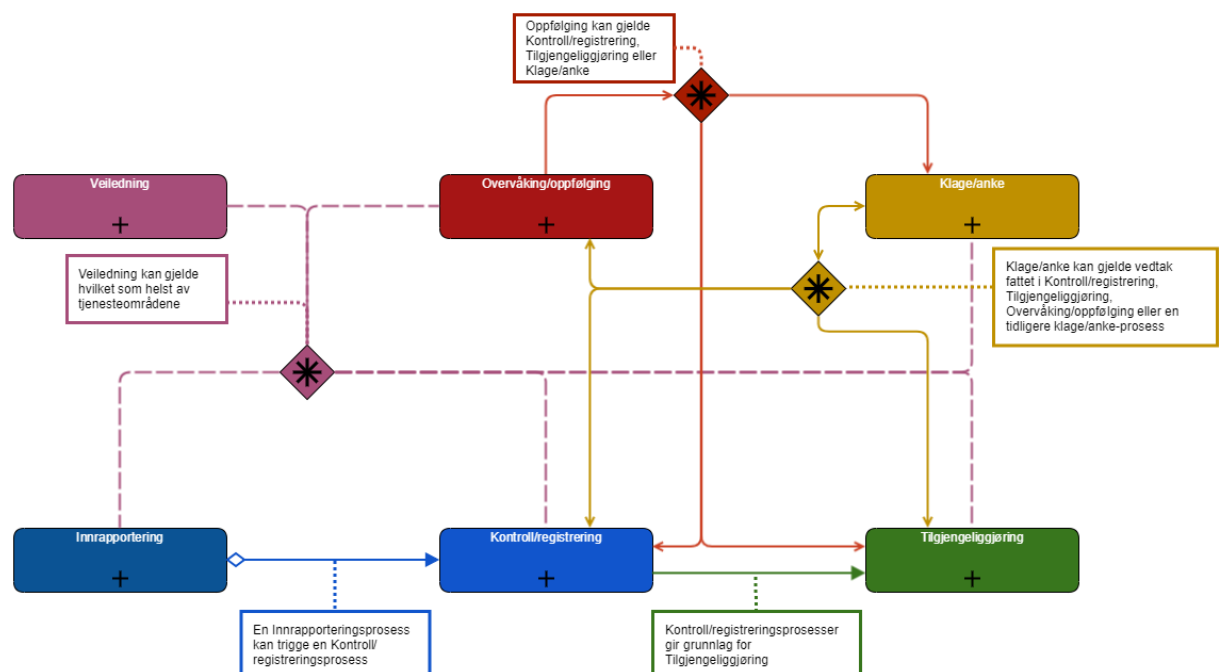 Oppfølging kan gjelde
Kontroll/registrering,
Tilgjengeliggjøring eller
Klage/anke
Veiledning
Overvåking/oppfølging
Klage/anke
Veiledning kan gjelde
hvilket som helst av
tjenesteområdene
Klage/anke kan gjelde vedtak
fattet i Kontroll/registrering,
Tilgjengeliggjøring,
Overvåking/oppfølging eller en
tidligere klage/anke-prosess
Innrapportering
Kontroll/registrering
Tilgjengeliggjøring
En Innrapporteringsprosess
kan trigge en Kontroll/
registreringsprosess
Kontroll/registreringsprosesser
gir grunnlag for
Tilgjengeliggjøring